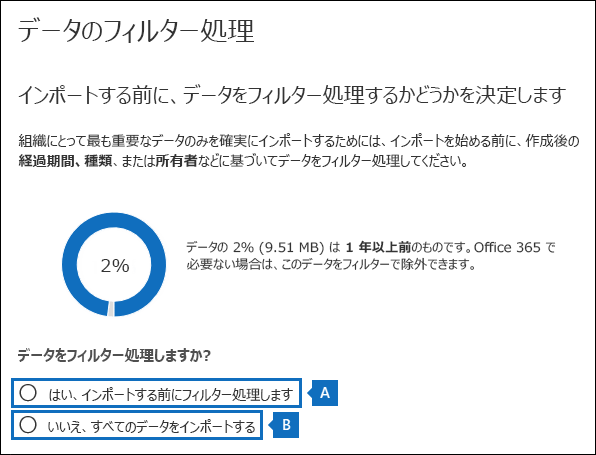 データのフィルター処理
インポートする前に、データをフィルター処理するかどうかを決定します
組織にとって最も重要なデータのみを確実にインポートするためには、インポートを始める前に、作成後の
経過期間、種類、または所有者などに基づいてデータをフィルター処理してください。
2%
データの 2% (9.51 MB) は 1 年以上前のものです。Office 365 で
必要ない場合は、このデータをフィルターで除外できます。
データをフィルター処理しますか?
はい、インポートする前にフィルター処理します
A
いいえ、すべてのデータをインポートする
B